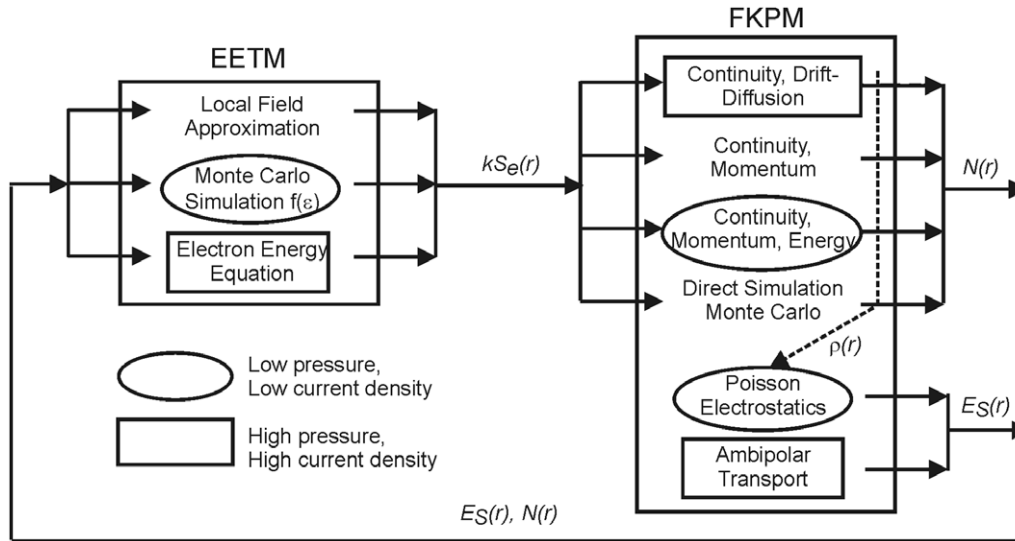 EETM
Local Field
Approximation
Monte Carlo
Simulation f(ε)
Electron Energy
Equation
Low pressure,
Low current density
High pressure,
High current density
kSe(r)
FKPM
Continuity, Drift-
Diffusion
Continuity,
Momentum
Continuity,
Momentum, Energy
Direct Simulation
Monte Carlo
ρ(r)
Poisson
Electrostatics
Ambipolar
Transport
N(r)
ES(r)
ES(r), N(r)